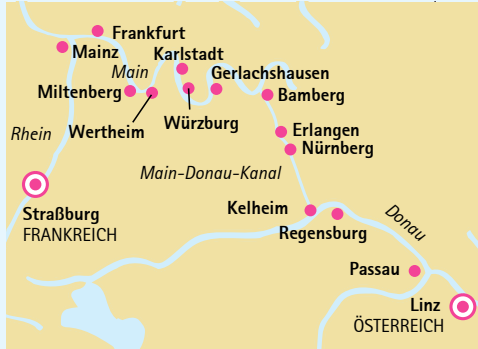 Frankfurt
Mainz
Karlstadt
Main
Gerlachshausen
Miltenberg
Bamberg
Rhein
Wertheim
Würzburg
Erlangen
Nürnberg
Main-Donau-Kanal
Straßburg
FRANKREICH
Kelheim
Donau
Regensburg
Passau
Linz
ÖSTERREICH